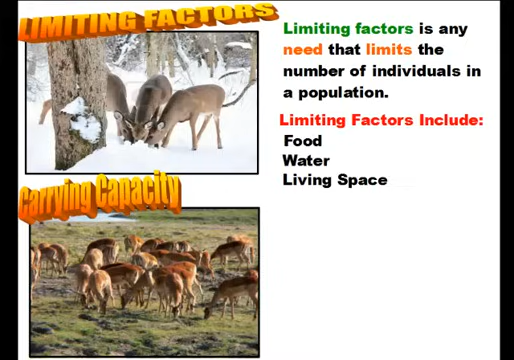 LIMITING FACTORS
Limiting factors is any
need that limits the
number of individuals in
a population.
Limiting Factors Include:
Food
Water
Living Space
Carrying Capacity